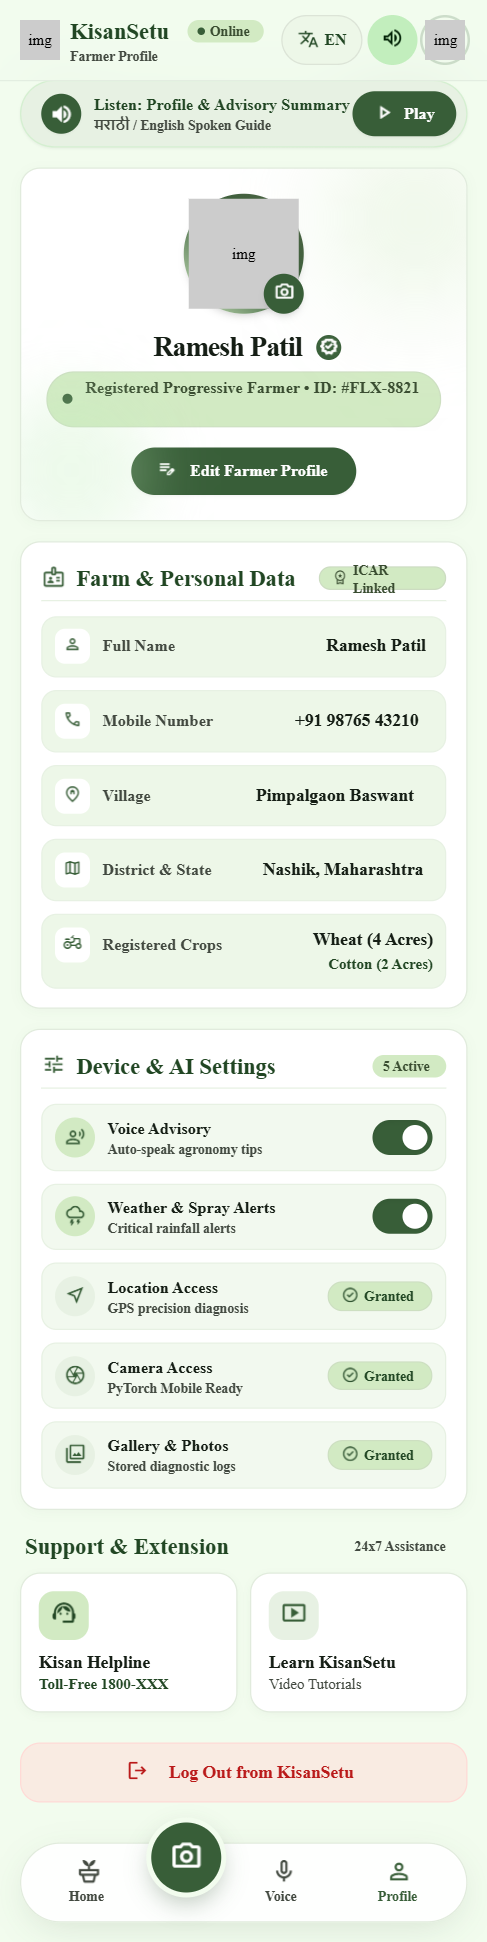 img
KisanSetu
Farmer Profile
Online
EN
img
Listen: Profile & Advisory Summary
मराठी / English Spoken Guide
Play
img
Ramesh Patil
Registered Progressive Farmer • ID: #FLX-8821
Edit Farmer Profile
Farm & Personal Data
ICAR
Linked
Full Name
Ramesh Patil
Mobile Number
+91 98765 43210
Village
Pimpalgaon Baswant
District & State
Nashik, Maharashtra
Registered Crops
Wheat (4 Acres)
Cotton (2 Acres)
Device & AI Settings
5 Active
Voice Advisory
Auto-speak agronomy tips
Weather & Spray Alerts
Critical rainfall alerts
Location Access
GPS precision diagnosis
Granted
Camera Access
PyTorch Mobile Ready
Granted
Gallery & Photos
Stored diagnostic logs
Granted
Support & Extension
24x7 Assistance
Kisan Helpline
Toll-Free 1800-XXX
Learn KisanSetu
Video Tutorials
Log Out from KisanSetu
Home
Voice
Profile